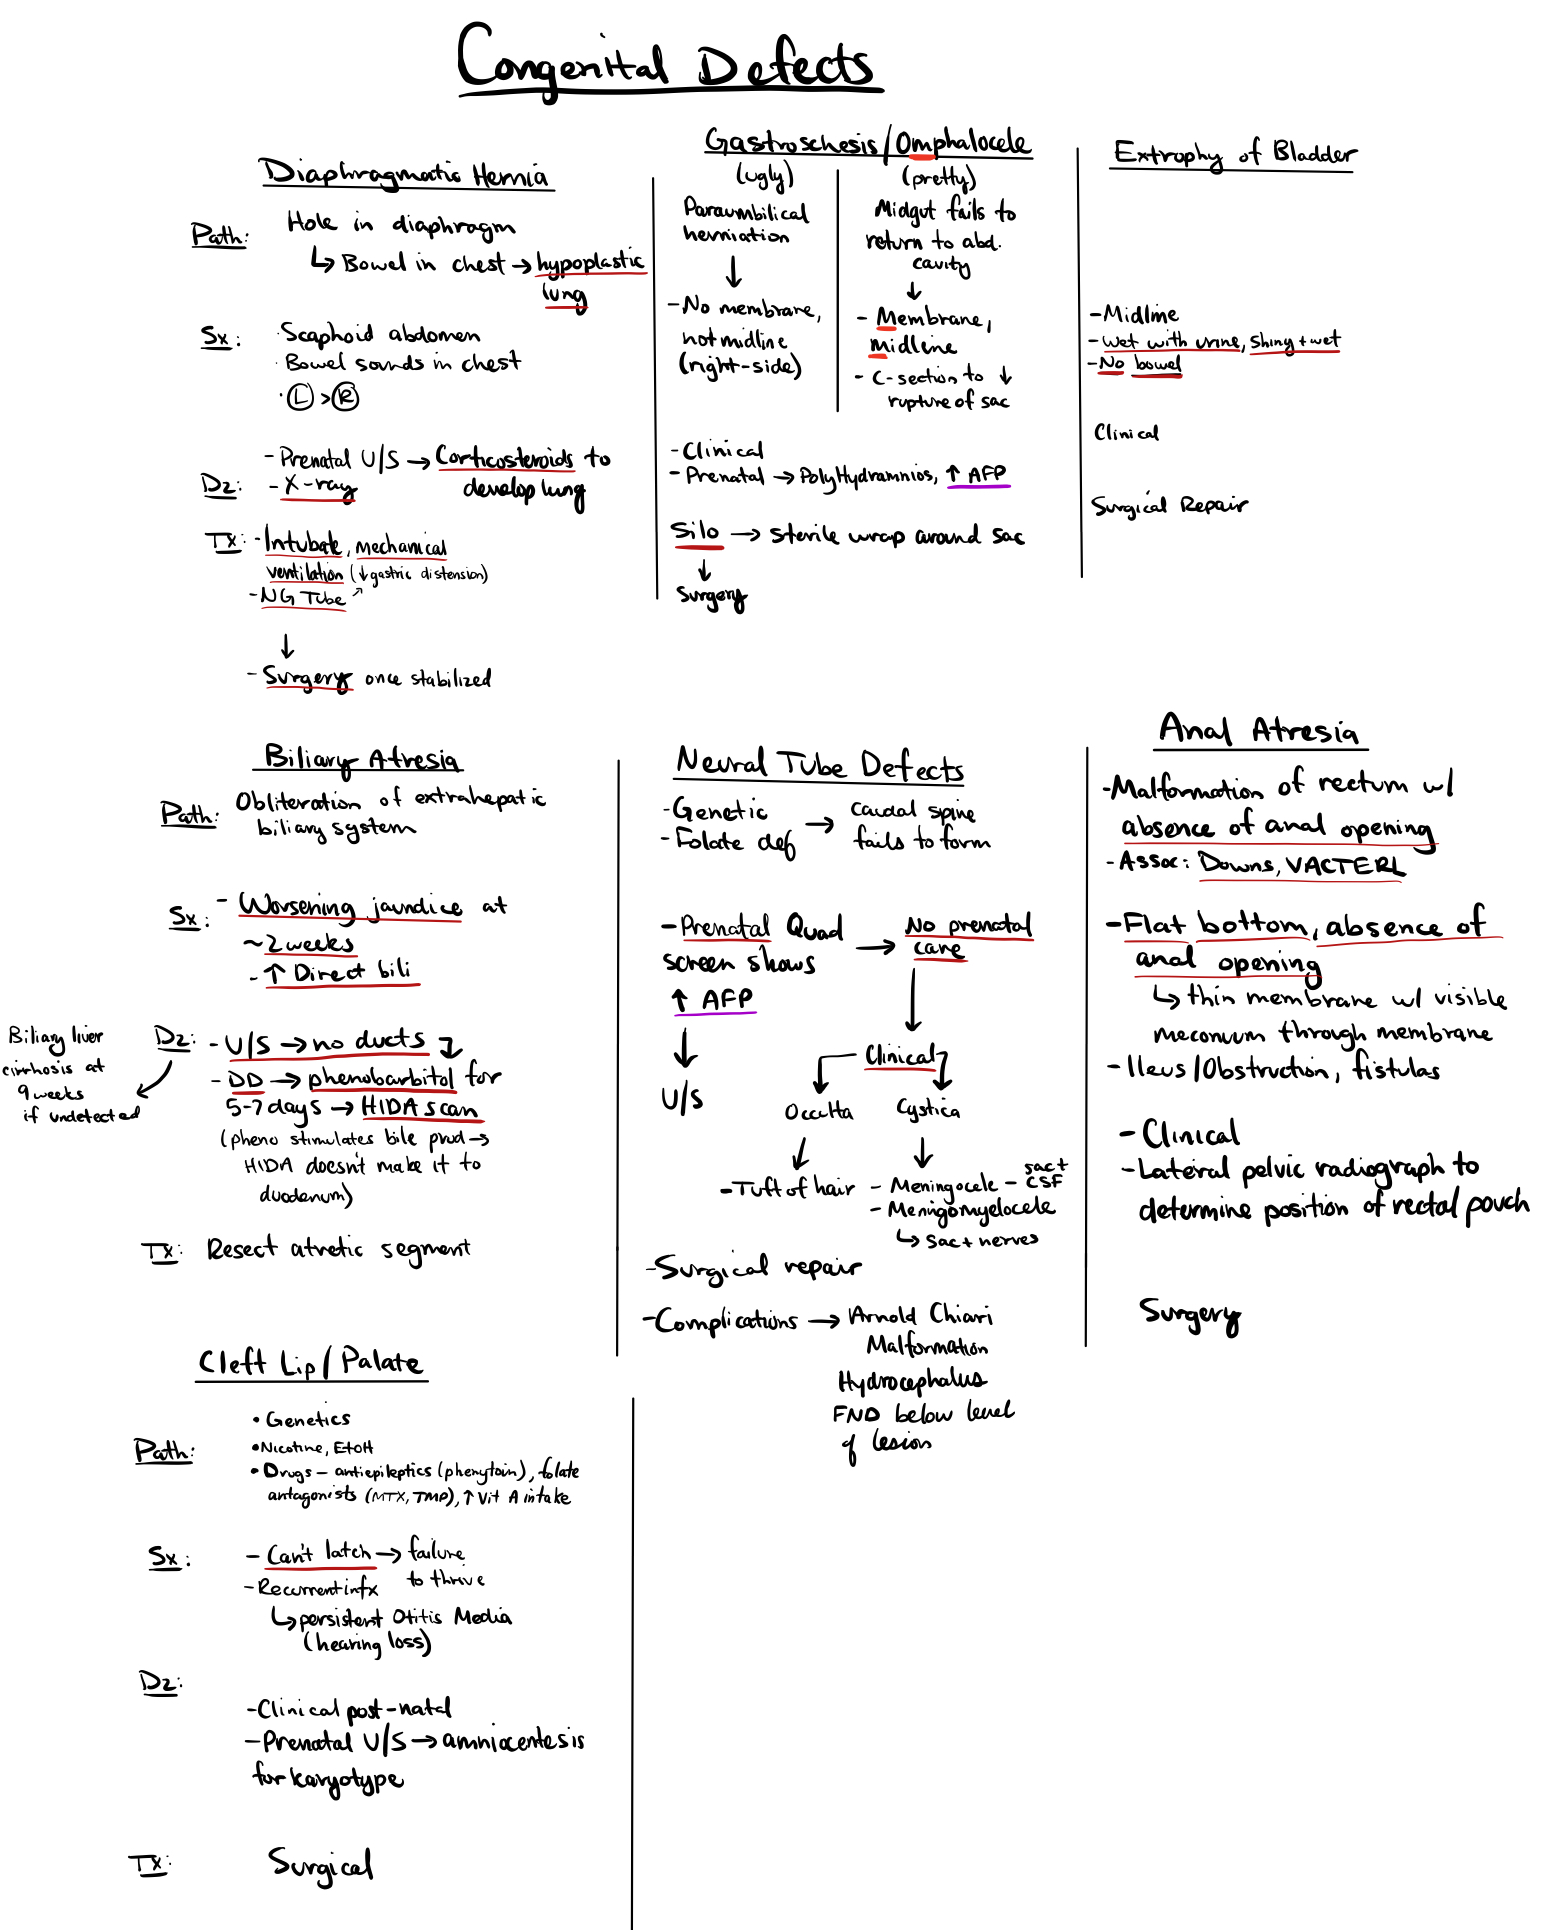 Congenital Defects
Diaphragmatic Hernia
Path:
Hole in diaphragm
↳ Bowel in chest → hypoplastic
lung
Sx:
· Scaphoid abdomen
· Bowel sounds in chest
· L > R
Dz:
- Prenatal U/S → Corticosteroids to
develop lung
- X-ray
Tx:
- Intubate, mechanical
ventilation (↓ gastric distension)
- NG Tube ↗
↓
- Surgery once stabilized
Gastroschesis/Omphalocele
(ugly)
Paraumbilical
herniation
↓
- No membrane,
not midline
(right-side)
(pretty)
Midgut fails to
return to abd.
cavity
↓
- Membrane,
midline
- C-section to ↓
rupture of sac
- Clinical
- Prenatal → PolyHydramnios, ↑ AFP
Silo → sterile wrap around sac
↓
Surgery
Extrophy of Bladder
- Midline
- Wet with urine, Shiny + wet
- No bowel
Clinical
Surgical Repair
Biliary Atresia
Path:
Obliteration of extrahepatic
biliary system
Sx:
- Worsening jaundice at
~2 weeks
- ↑ Direct bili
Dz:
- U/S → no ducts
- DD → phenobarbitol for
5-7 days → HIDA scan
(pheno stimulates bile prod →
HIDA doesn't make it to
duodenum)
Biliary liver
cirrhosis at
9 weeks
if undetected
Tx:
Resect atretic segment
Neural Tube Defects
- Genetic
- Folate def
→ caudal spine
fails to form
- Prenatal Quad
screen shows
↑ AFP
↓
U/S
→ No prenatal
care
↓
Clinical
Occulta
↓
- Tuft of hair
Cystica
↓
- Meningocele - sac +
CSF
- Meningomyelocele
↳ sac + nerves
- Surgical repair
- Complications → Arnold Chiari
Malformation
Hydrocephalus
FND below level
of lesion
Anal Atresia
- Malformation of rectum w/
absence of anal opening
- Assoc: Downs, VACTERL
- Flat bottom, absence of
anal opening
↳ thin membrane w/ visible
meconium through membrane
- Ileus/Obstruction, fistulas
- Clinical
- Lateral pelvic radiograph to
determine position of rectal pouch
Surgery
Cleft Lip/Palate
Path:
• Genetics
• Nicotine, EtOH
• Drugs - antiepileptics (phenytoin), folate
antagonists (MTX, TMP), ↑ Vit A intake
Sx:
- Can't latch → failure
to thrive
- Recurrent infx
↳ persistent Otitis Media
(hearing loss)
Dz:
- Clinical post-natal
- Prenatal U/S → amniocentesis
for karyotype
Tx:
Surgical